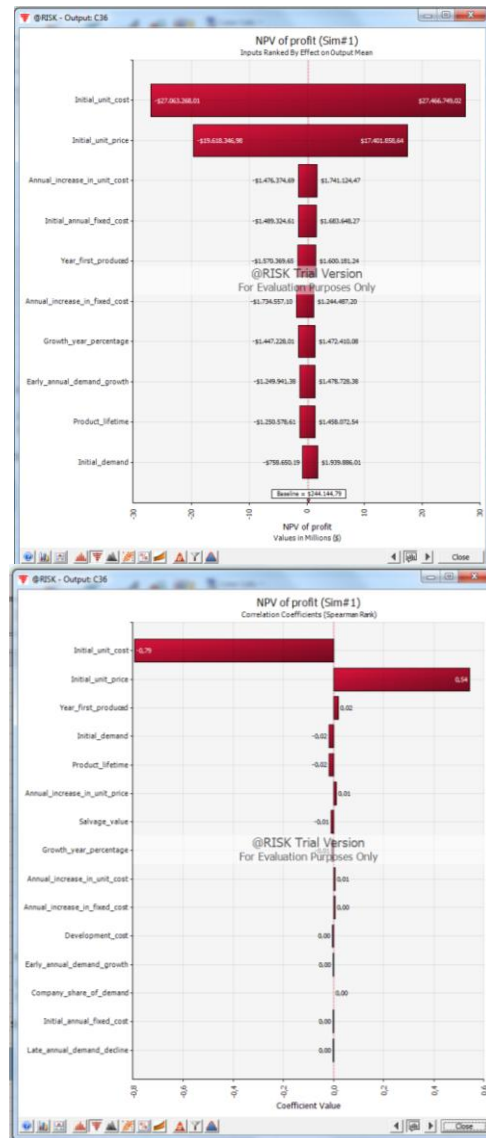 @RISK - Output: C36
NPV of profit (Sim#1)
Inputs Ranked By Effect on Output Mean
Initial_unit_cost
-$27.063.268,01
$27.466.749,02
Initial_unit_price
-$19.618.346,98
$17.401.858,64
Annual_increase_in_unit_cost
-$1.476.374,69
$1.741.124,47
Initial_annual_fixed_cost
-$1.489.324,61
$1.683.648,27
Year_first_produced
-$1.570.369,60
$1.600.181,24
@RISK Trial Version
For Evaluation Purposes Only
Annual_increase_in_fixed_cost
-$1.734.557,10
$1.244.487,20
Growth_year_percentage
-$1.447.228,01
$1.472.410,08
Early_annual_demand_growth
-$1.249.941,38
$1.478.728,38
Product_lifetime
-$1.250.578,61
$1.458.072,54
Initial_demand
-$758.650,19
$1.939.886,01
Baseline = $244.144,79
-30
-20
-10
0
10
20
30
NPV of profit
Values in Millions ($)
Close
@RISK - Output: C36
NPV of profit (Sim#1)
Correlation Coefficients (Spearman Rank)
Initial_unit_cost
-0,79
Initial_unit_price
0,54
Year_first_produced
0,02
Initial_demand
-0,02
Product_lifetime
-0,02
Annual_increase_in_unit_price
0,01
Salvage_value
-0,01
@RISK Trial Version
Growth_year_percentage
For Evaluation Purposes Only
Annual_increase_in_unit_cost
0,01
Annual_increase_in_fixed_cost
0,00
Development_cost
0,00
Early_annual_demand_growth
0,00
Company_share_of_demand
0,00
Initial_annual_fixed_cost
0,00
Late_annual_demand_decline
0,00
-0,8
-0,6
-0,4
-0,2
0,0
0,2
0,4
0,6
Coefficient Value
Close